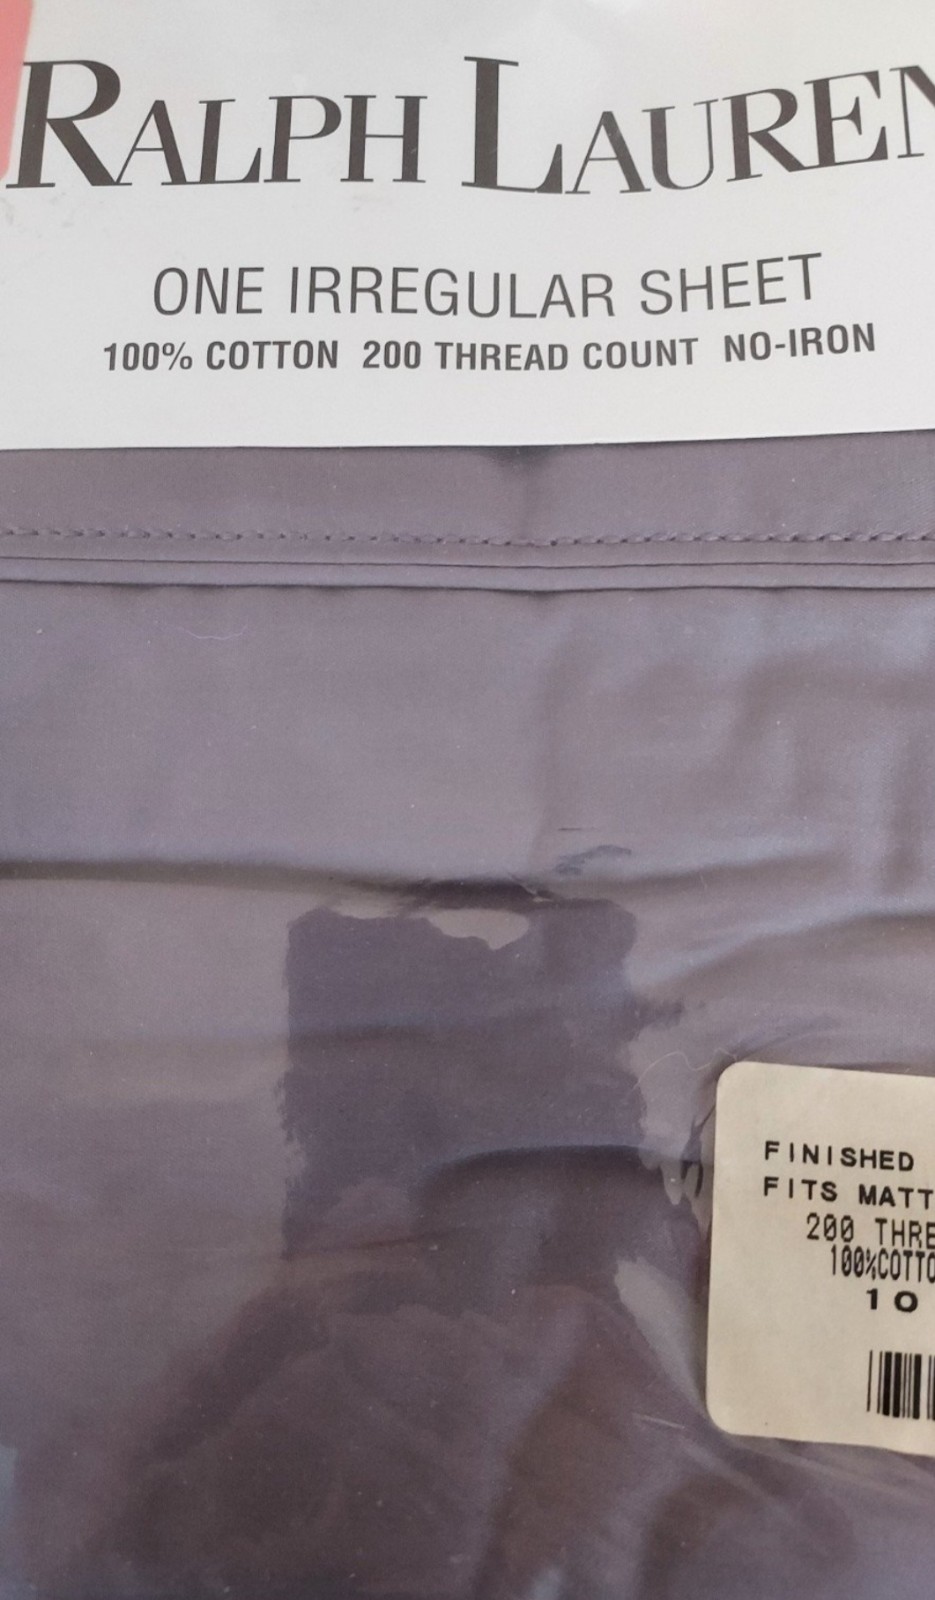 RALPH LAUREN
ONE IRREGULAR SHEET
100% COTTON 200 THREAD COUNT NO-IRON
FINISHED
FITS MATT
200 THRE
100%COTTO
10